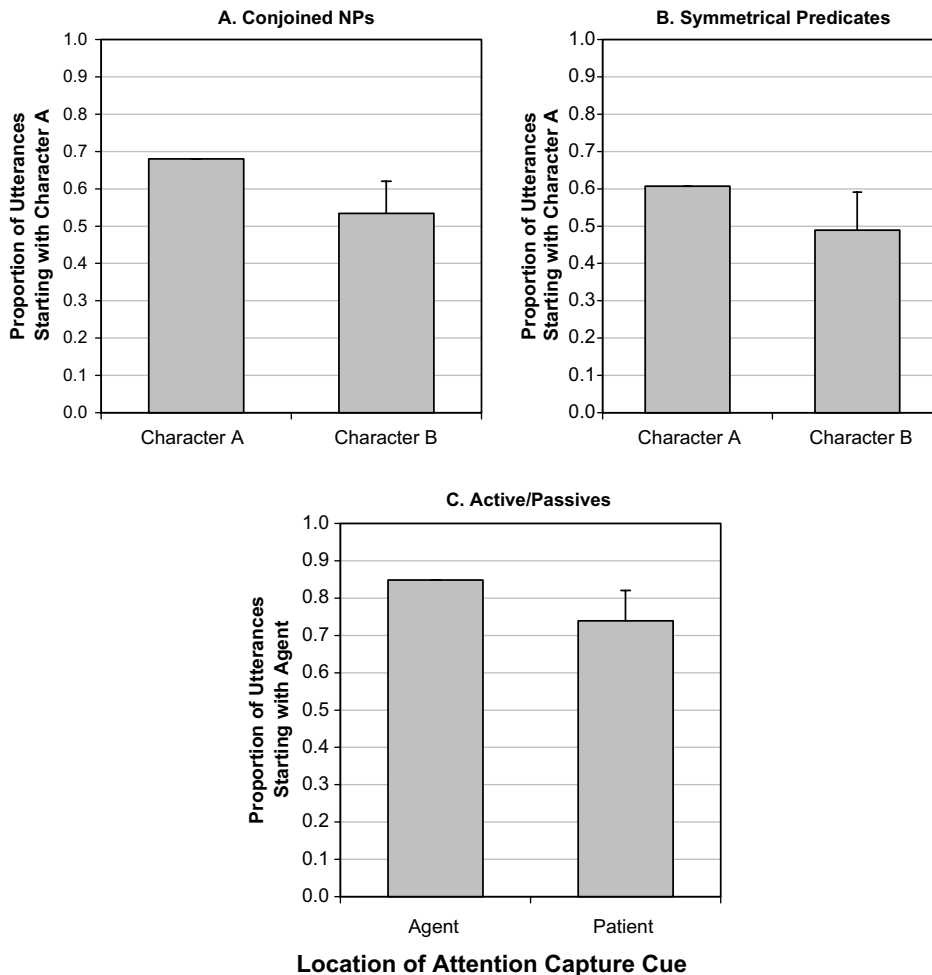 A. Conjoined NPs
Proportion of Utterances
Starting with Character A
1.0
0.9
0.8
0.7
0.6
0.5
0.4
0.3
0.2
0.1
0.0
Character A Character B
B. Symmetrical Predicates
Proportion of Utterances
Starting with Character A
1.0
0.9
0.8
0.7
0.6
0.5
0.4
0.3
0.2
0.1
0.0
Character A Character B
C. Active/Passives
Proportion of Utterances
Starting with Agent
1.0
0.9
0.8
0.7
0.6
0.5
0.4
0.3
0.2
0.1
0.0
Agent Patient
Location of Attention Capture Cue